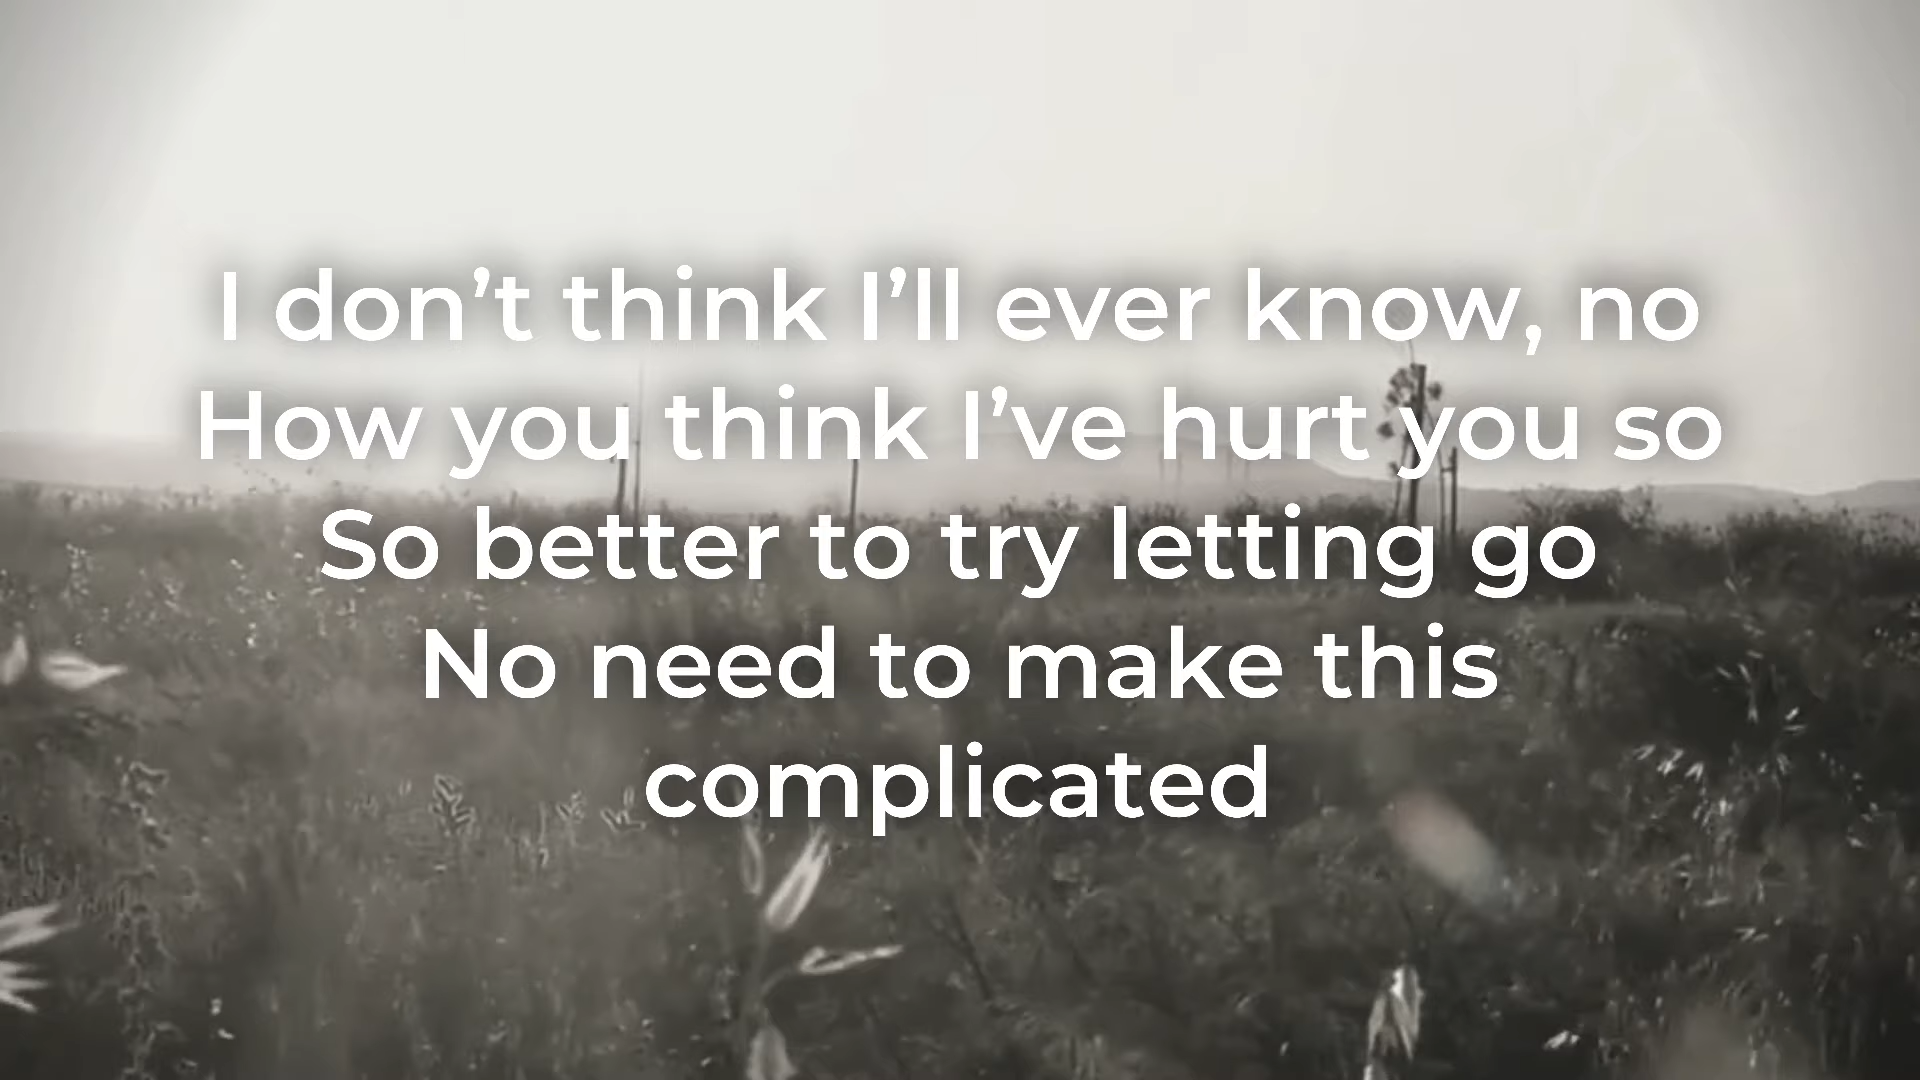 I don’t think I’ll ever know, no
How you think I’ve hurt you so
So better to try letting go
No need to make this
complicated